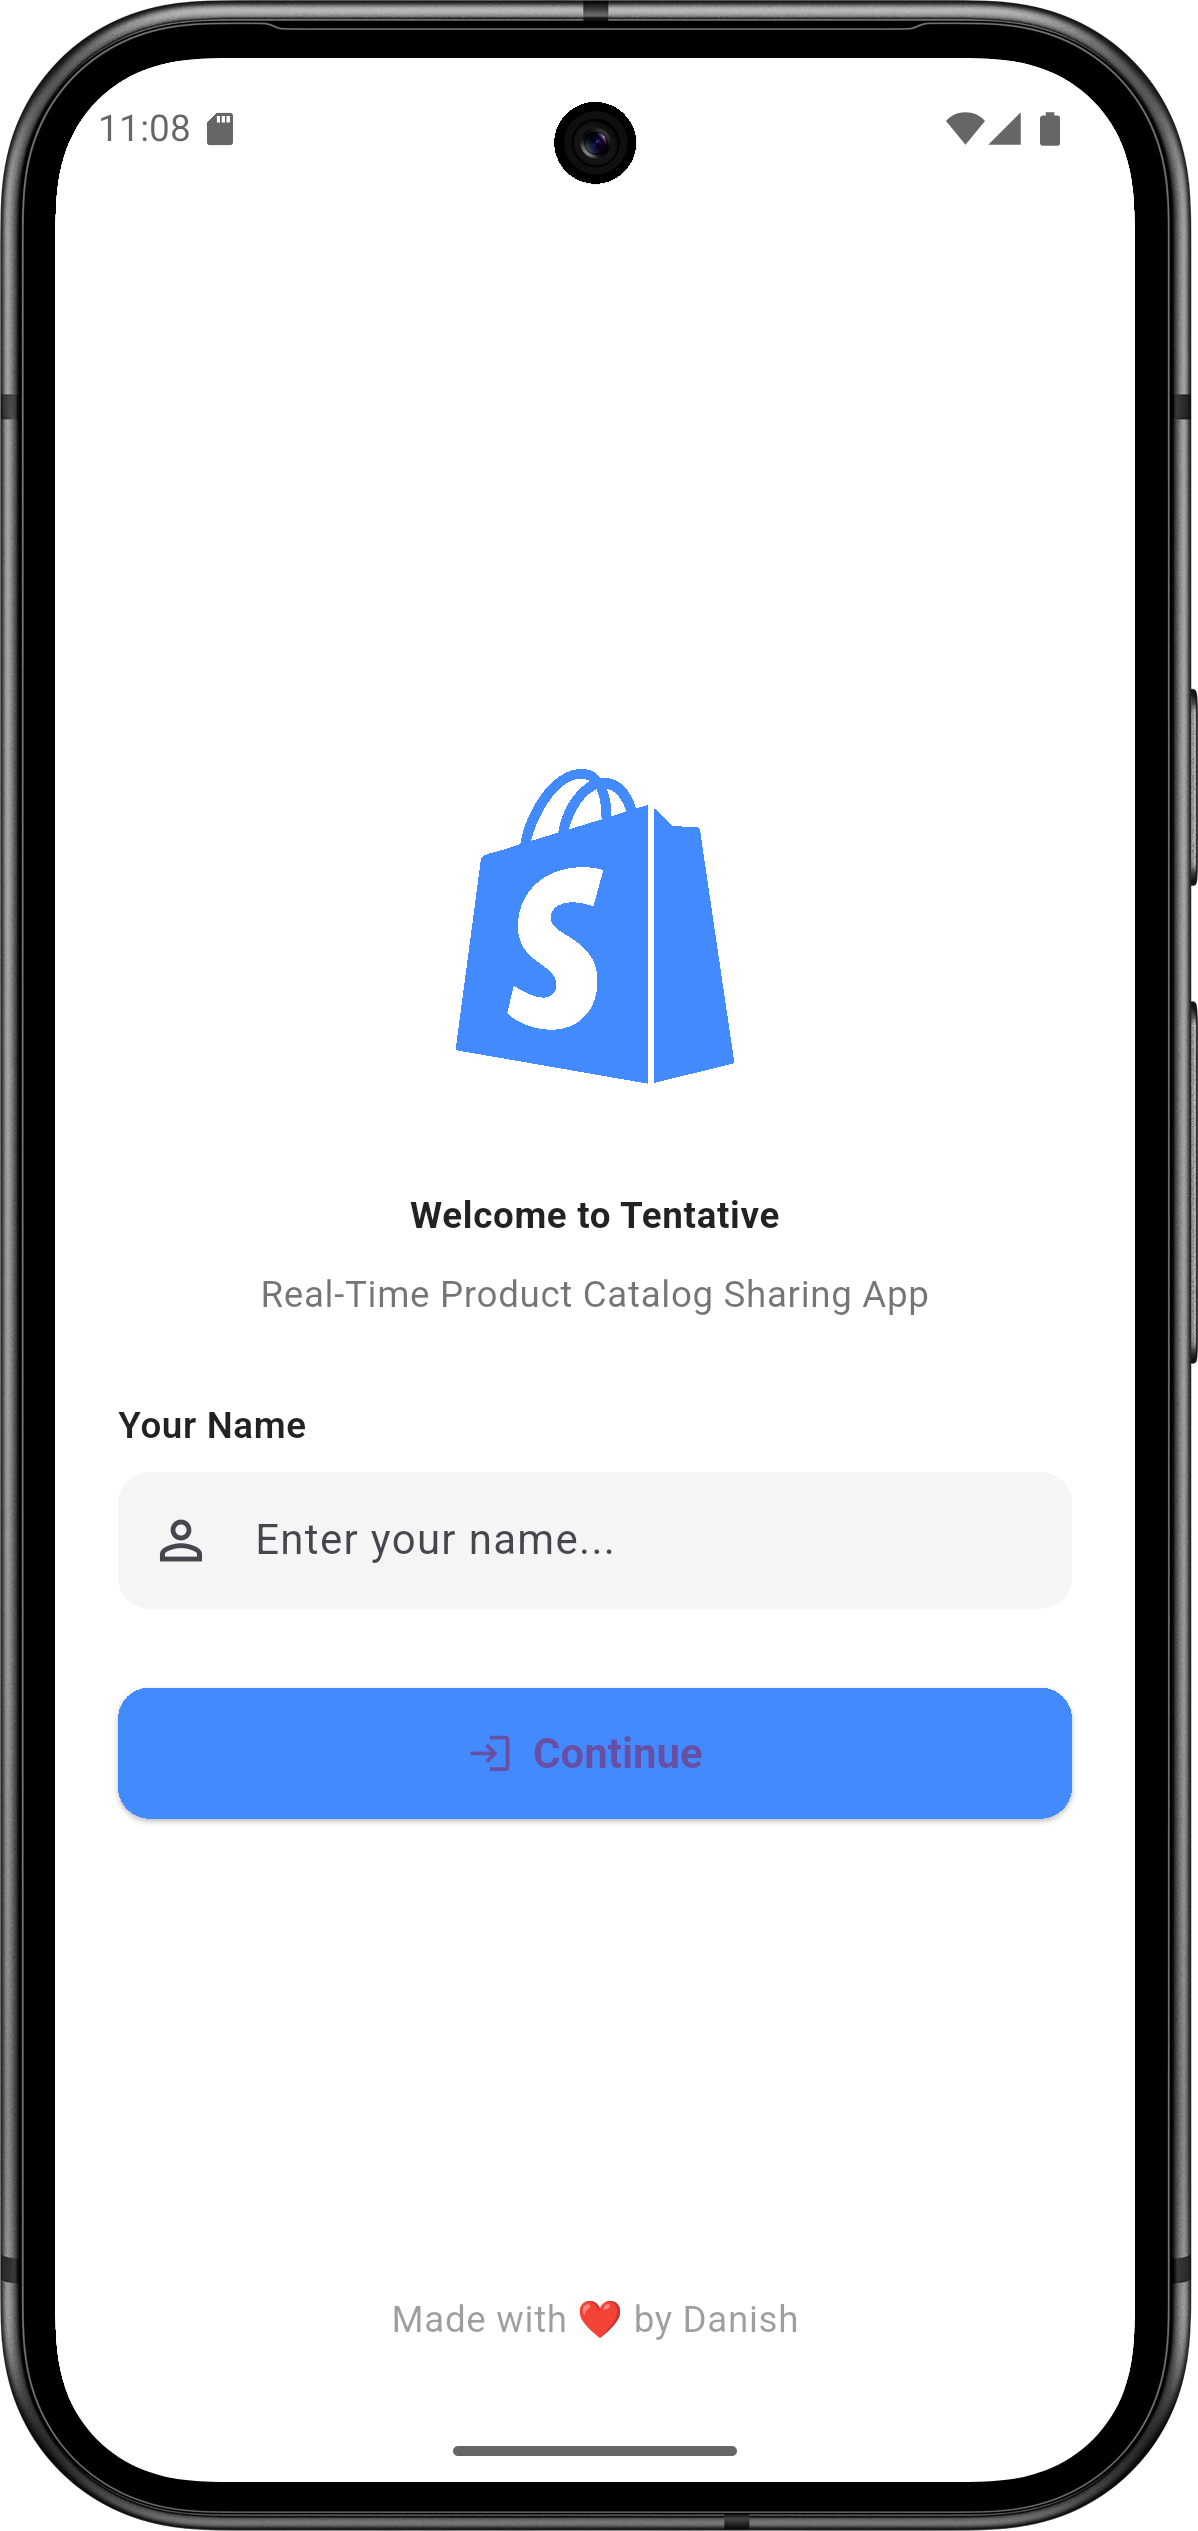 11:08
S
Welcome to Tentative
Real-Time Product Catalog Sharing App
Your Name
Enter your name...
Continue
Made with ❤️ by Danish